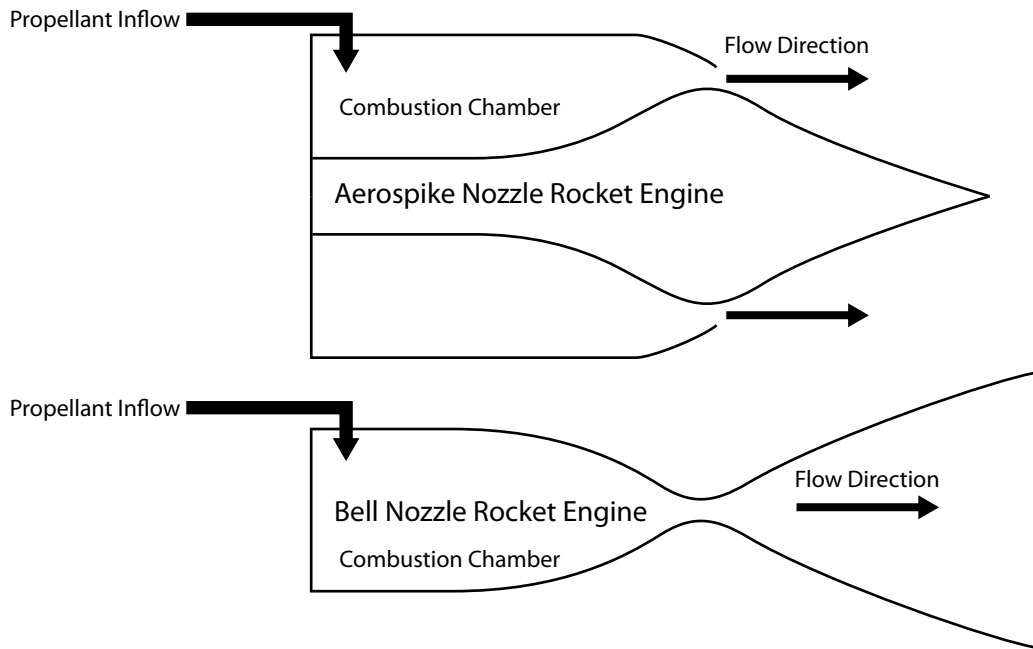 Propellant Inflow
Flow Direction
Combustion Chamber
Aerospike Nozzle Rocket Engine
Propellant Inflow
Flow Direction
Bell Nozzle Rocket Engine
Combustion Chamber